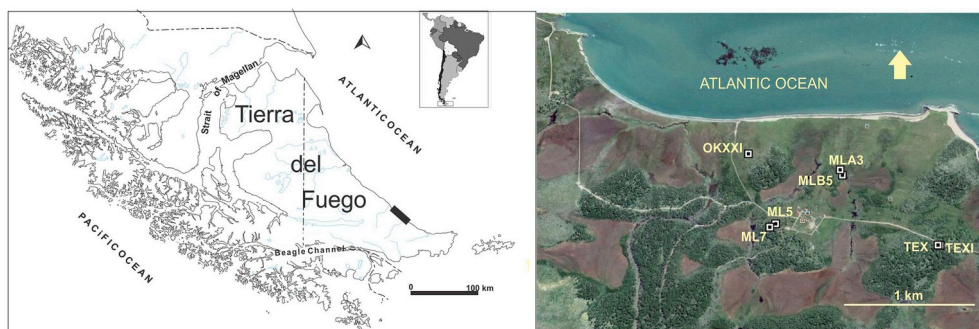 Strait of Magellan
Tierra
del
Fuego
ATLANTIC OCEAN
PACIFIC OCEAN
Beagle Channel
0 100 km
ATLANTIC OCEAN
OKXXI
MLA3
MLB5
ML5
ML7
TEX TEXI
1 km